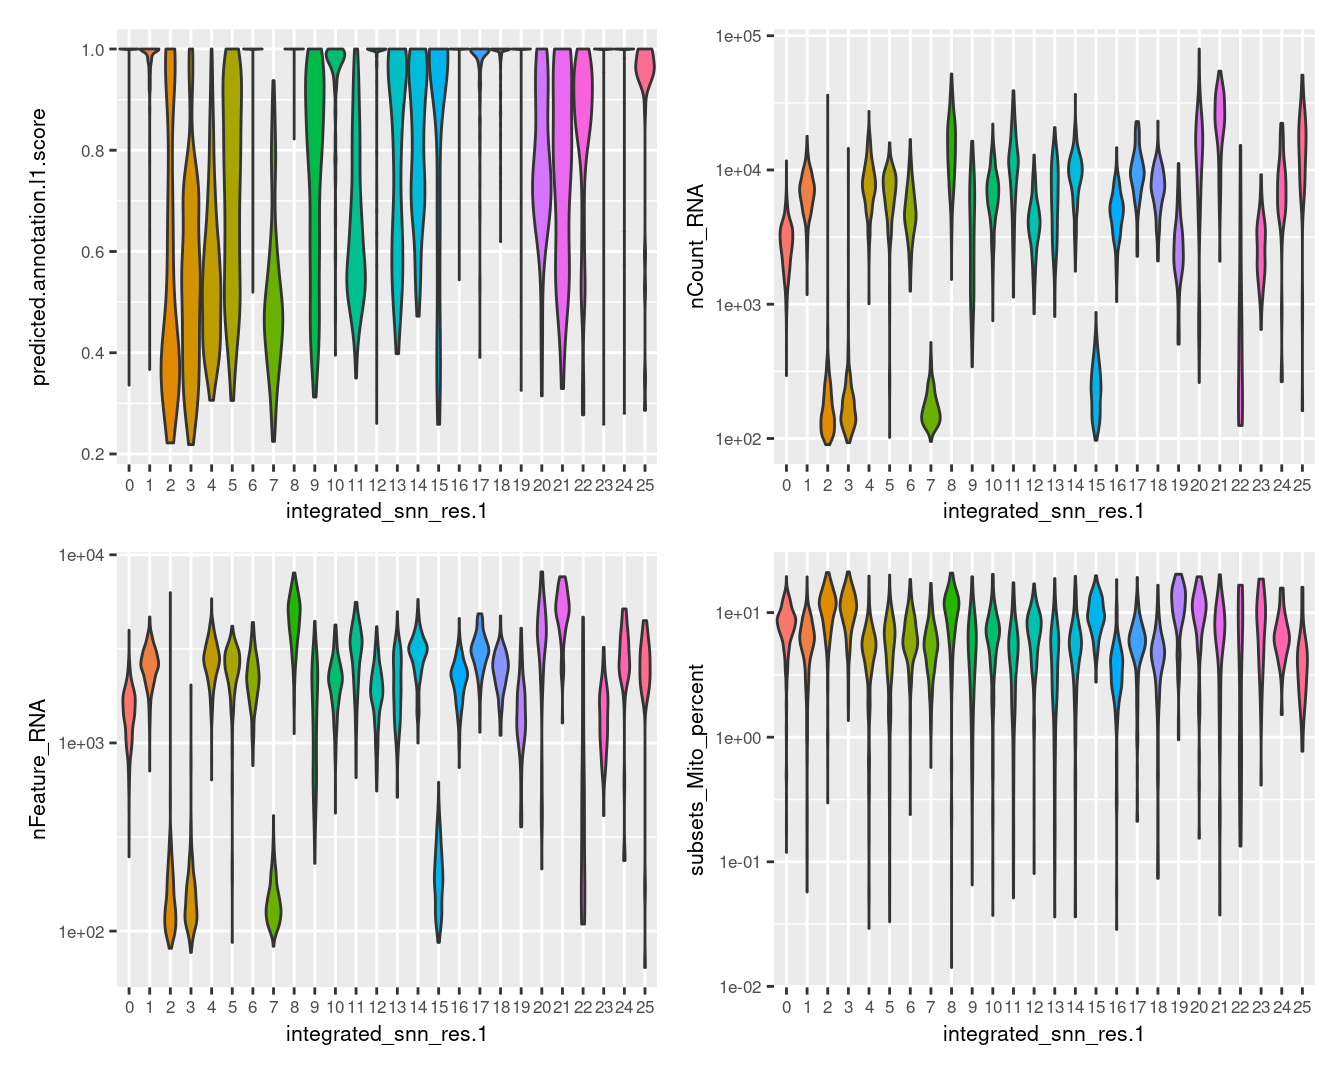 predicted.annotation.l1.score
1.0
0.8
0.6
0.4
0.2
0 1 2 3 4 5 6 7 8 9 10 11 12 13 14 15 16 17 18 19 20 21 22 23 24 25
integrated_snn_res.1
nCount_RNA
1e+05
1e+04
1e+03
1e+02
0 1 2 3 4 5 6 7 8 9 10 11 12 13 14 15 16 17 18 19 20 21 22 23 24 25
integrated_snn_res.1
nFeature_RNA
1e+04
1e+03
1e+02
0 1 2 3 4 5 6 7 8 9 10 11 12 13 14 15 16 17 18 19 20 21 22 23 24 25
integrated_snn_res.1
subsets_Mito_percent
1e+01
1e+00
1e-01
1e-02
0 1 2 3 4 5 6 7 8 9 10 11 12 13 14 15 16 17 18 19 20 21 22 23 24 25
integrated_snn_res.1